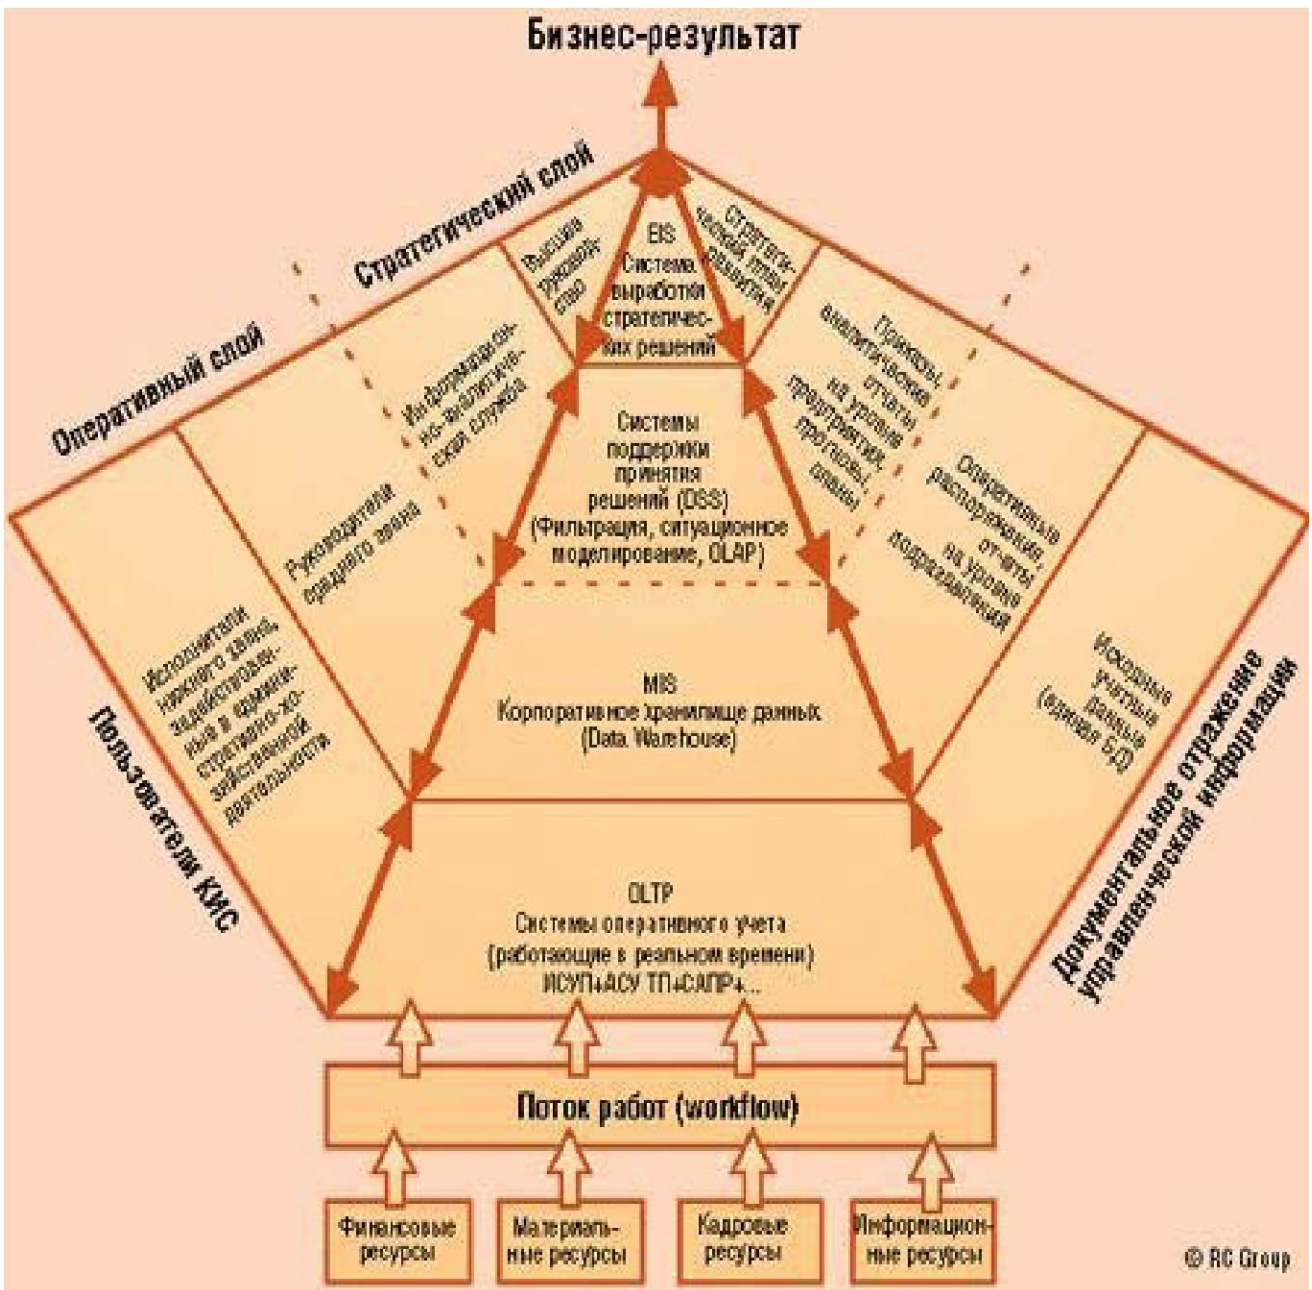 Бизнес-результат
Стратегический слой
Оперативный слой
Высшее
руководс-
тво
EIS
Система
выработки
стратегичес-
ких решений
Стратеги-
ческий план
развития
Информацион-
но-аналитиче-
ская служба
Системы
поддержки
принятия
решений (DSS)
(Фильтрация, ситуационное
моделирование, OLAP)
Приказы,
аналитические
отчеты
на уровне
предприятия,
прогнозы,
планы
Руководители
среднего звена
MIS
Корпоративное хранилище данных
(Data Warehouse)
Оперативные
распоряжения,
отчеты
на уровне
подразделений
Исполнители
нижнего звена,
задействован-
ные в админи-
стративно-хо-
зяйственной
деятельности
OLTP
Системы оперативного учета
(работающие в реальном времени)
ИСУП+АСУ ТП+САПР+...
Исходные
учетные
данные
(единая БД)
Пользователи КИС
Документальное отражение
управленческой информации
Поток работ (workflow)
Финансовые
ресурсы
Материаль-
ные ресурсы
Кадровые
ресурсы
Информацион-
ные ресурсы
© RC Group